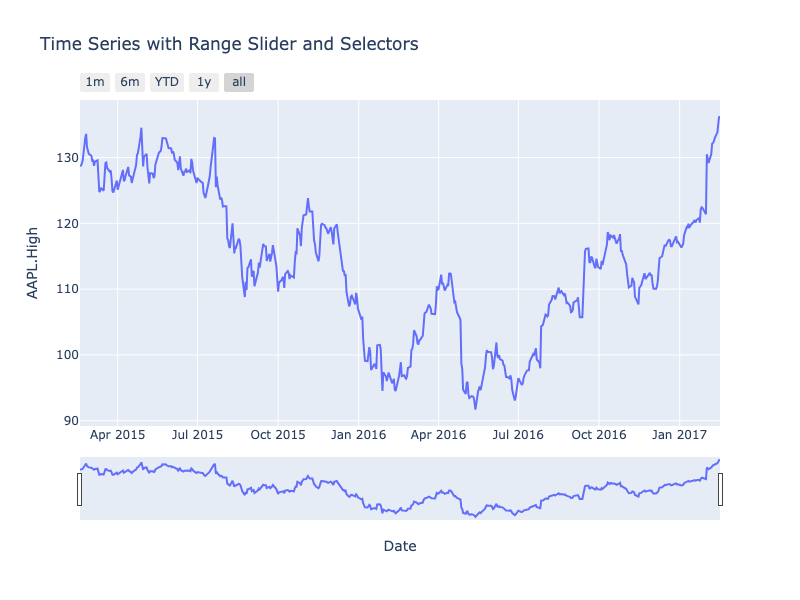 Time Series with Range Slider and Selectors
1m 6m YTD 1y all
130
120
110
100
90
AAPL.High
Apr 2015 Jul 2015 Oct 2015 Jan 2016 Apr 2016 Jul 2016 Oct 2016 Jan 2017
Date